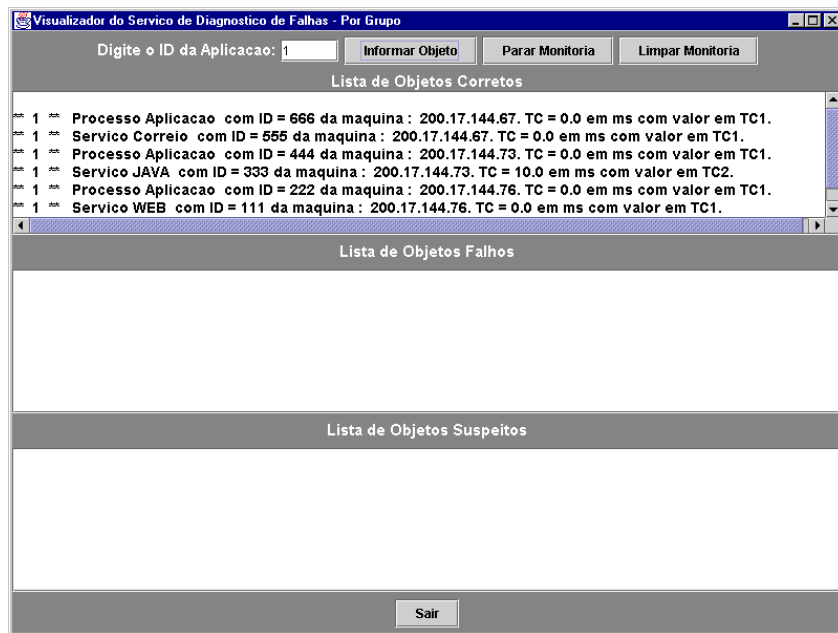 Visualizador do Servico de Diagnostico de Falhas - Por Grupo
Digite o ID da Aplicacao: 1 Informar Objeto Parar Monitoria Limpar Monitoria
Lista de Objetos Corretos
** 1 ** Processo Aplicacao com ID = 666 da maquina : 200.17.144.67. TC = 0.0 em ms com valor em TC1.
** 1 ** Servico Correio com ID = 555 da maquina : 200.17.144.67. TC = 0.0 em ms com valor em TC1.
** 1 ** Processo Aplicacao com ID = 444 da maquina : 200.17.144.73. TC = 0.0 em ms com valor em TC1.
** 1 ** Servico JAVA com ID = 333 da maquina : 200.17.144.73. TC = 10.0 em ms com valor em TC2.
** 1 ** Processo Aplicacao com ID = 222 da maquina : 200.17.144.76. TC = 0.0 em ms com valor em TC1.
** 1 ** Servico WEB com ID = 111 da maquina : 200.17.144.76. TC = 0.0 em ms com valor em TC1.
Lista de Objetos Falhos
Lista de Objetos Suspeitos
Sair